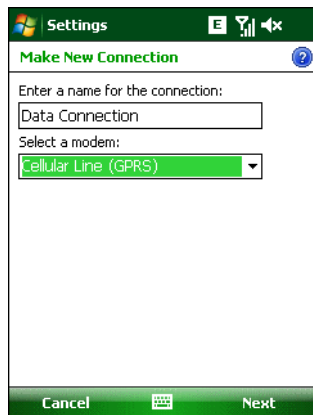 Settings
E
Make New Connection
?
Enter a name for the connection:
Data Connection
Select a modem:
Cellular Line (GPRS)
Cancel
Next